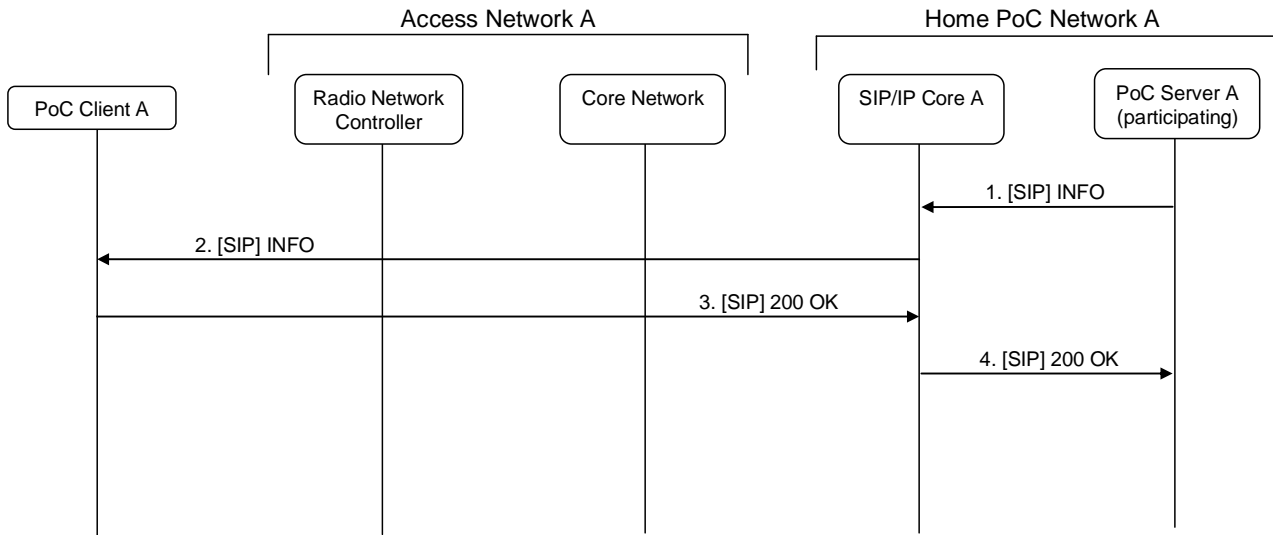 Access Network A
Home PoC Network A
PoC Client A
Radio Network
Controller
Core Network
SIP/IP Core A
PoC Server A
(participating)
1. [SIP] INFO
2. [SIP] INFO
3. [SIP] 200 OK
4. [SIP] 200 OK